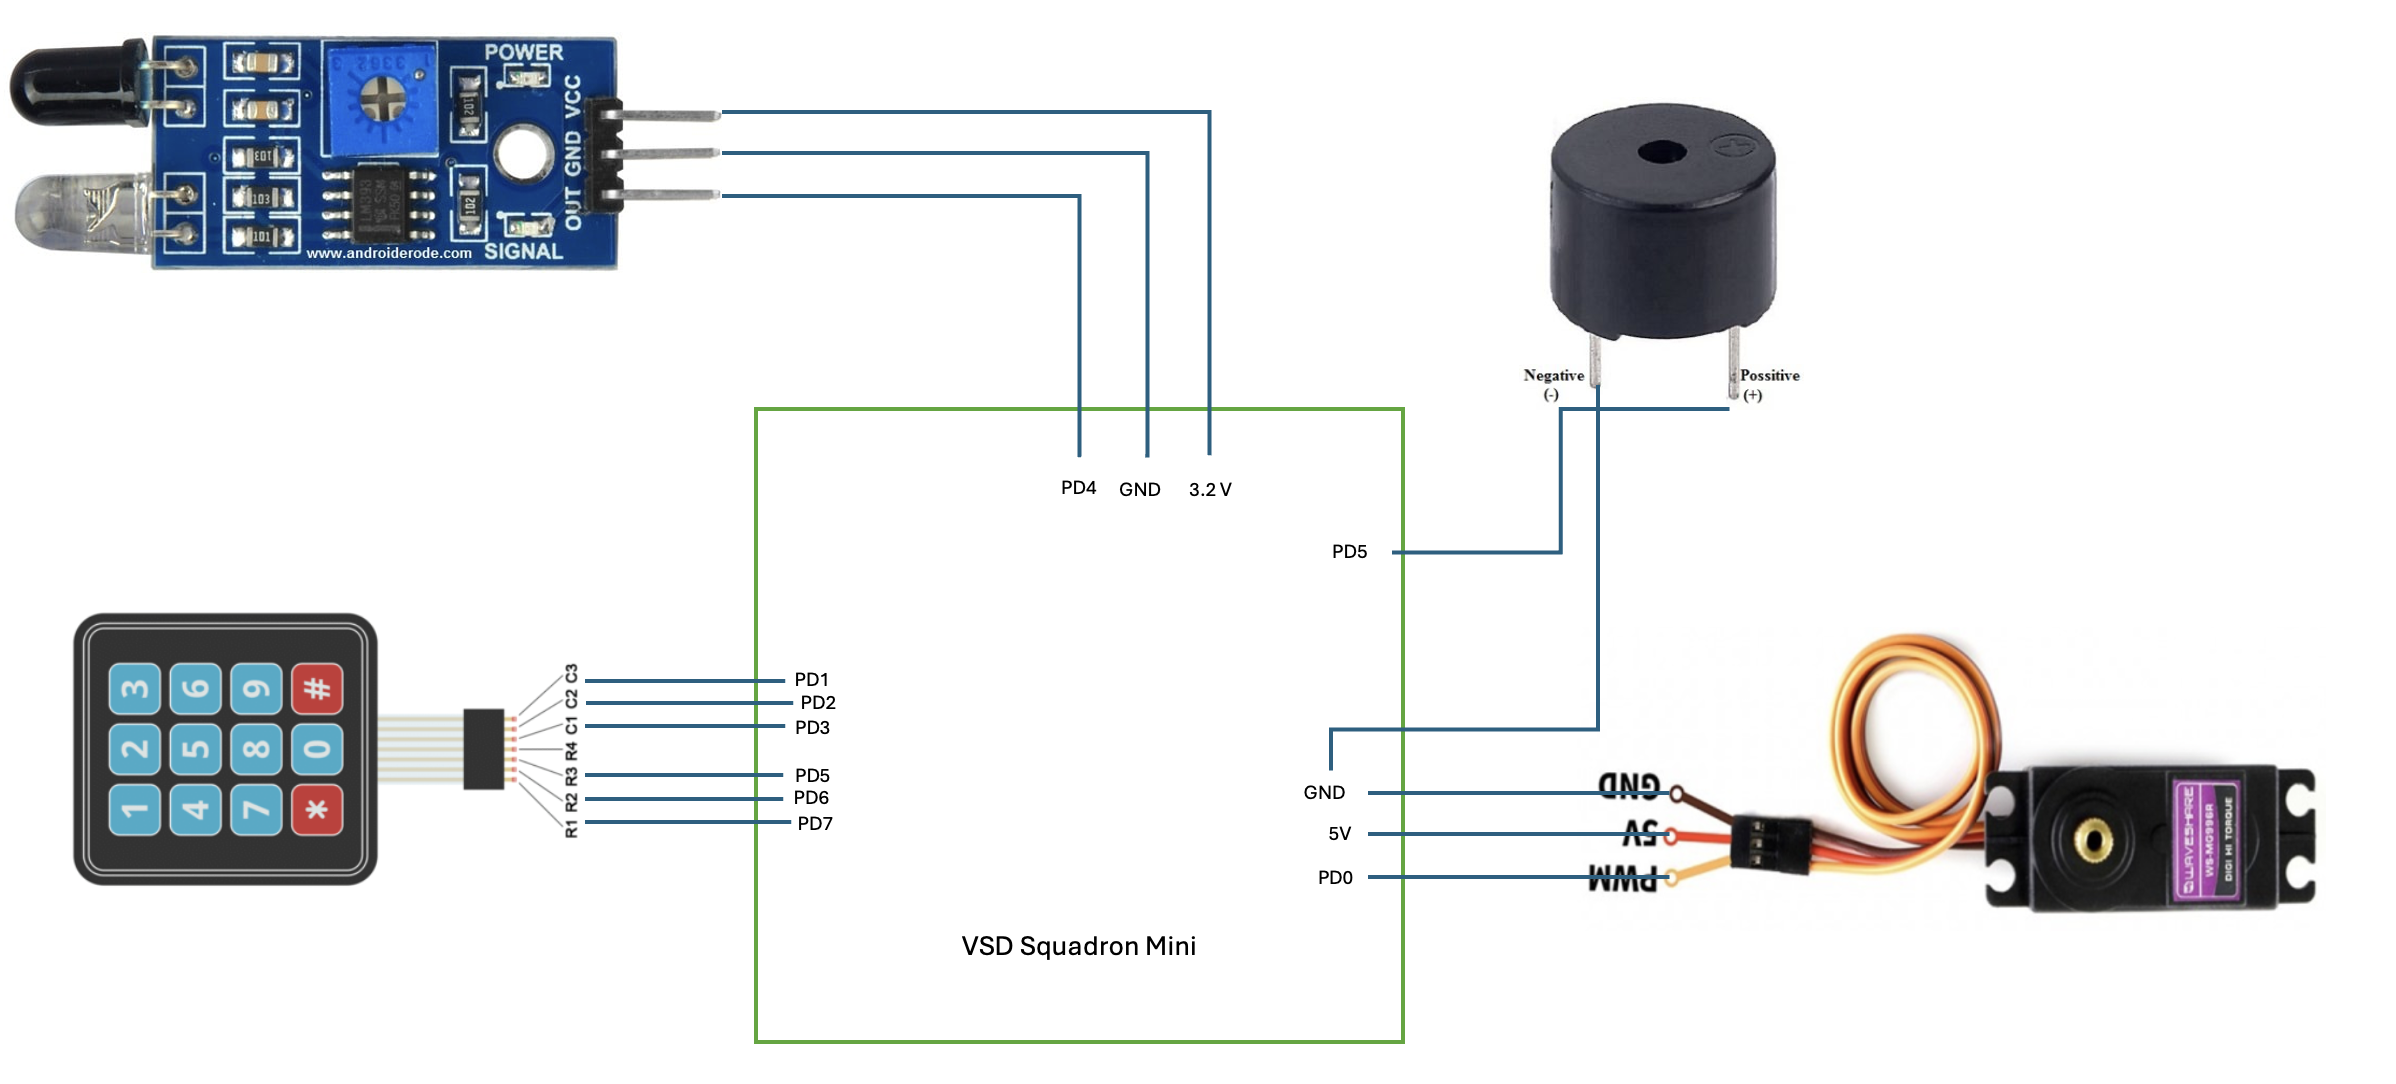 POWER
VCC
GND
OUT
SIGNAL
www.androiderode.com
3362
102
103
103
102
101
LM393
Negative
(-)
Possitive
(+)
PD4 GND 3.2 V
PD5
3 6 9 #
2 5 8 0
1 4 7 *
C3
C2
C1
R4
R3
R2
R1
PD1
PD2
PD3
PD5
PD6
PD7
GND
5V
PD0
GND
5V
PWM
WAVESHARE
WS-MG996R
DIGI HI TORQUE
VSD Squadron Mini